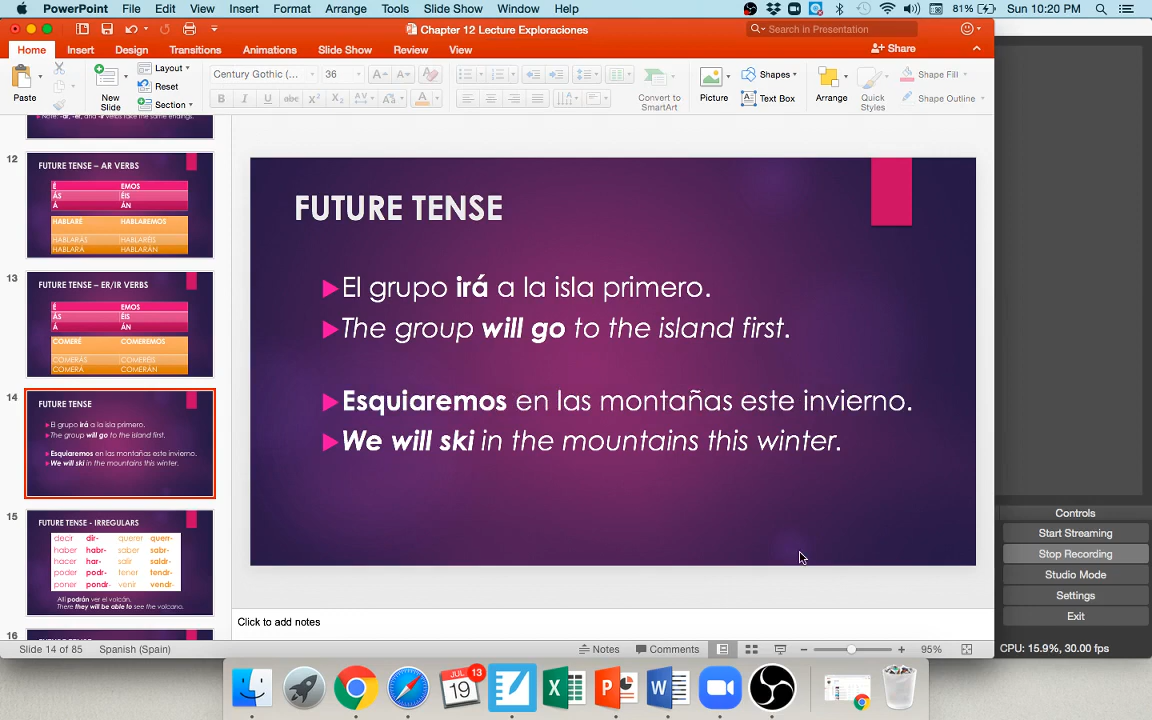 PowerPoint File Edit View Insert Format Arrange Tools Slide Show Window Help 81% Sun 10:20 PM
Chapter 12 Lecture Exploraciones
Search in Presentation
Home Insert Design Transitions Animations Slide Show Review View
Share
Paste
New Slide
Layout
Reset
Section
Century Gothic (... 36
Convert to SmartArt
Picture
Shapes
Text Box
Arrange
Quick Styles
Shape Fill
Shape Outline
Note: -ar, -er, and -ir verbs take the same endings.
12
FUTURE TENSE – AR VERBS
É EMOS
ÁS ÉIS
Á ÁN
HABLARÉ HABLAREMOS
HABLARÁS HABLARÉIS
HABLARÁ HABLARÁN
13
FUTURE TENSE – ER/IR VERBS
É EMOS
ÁS ÉIS
Á ÁN
COMERÉ COMEREMOS
COMERÁS COMERÉIS
COMERÁ COMERÁN
14
FUTURE TENSE
El grupo irá a la isla primero.
The group will go to the island first.
Esquiaremos en las montañas este invierno.
We will ski in the mountains this winter.
15
FUTURE TENSE - IRREGULARS
decir dir- querer querr-
haber habr- saber sabr-
hacer har- salir saldr-
poder podr- tener tendr-
poner pondr- venir vendr-
Allí podrán ver el volcán.
There they will be able to see the volcano.
16
FUTURE TENSE
El grupo irá a la isla primero.
The group will go to the island first.
Esquiaremos en las montañas este invierno.
We will ski in the mountains this winter.
Click to add notes
Slide 14 of 85 Spanish (Spain)
Notes Comments 95%
Controls
Start Streaming
Stop Recording
Studio Mode
Settings
Exit
CPU: 15.9%, 30.00 fps
JUL
19
13